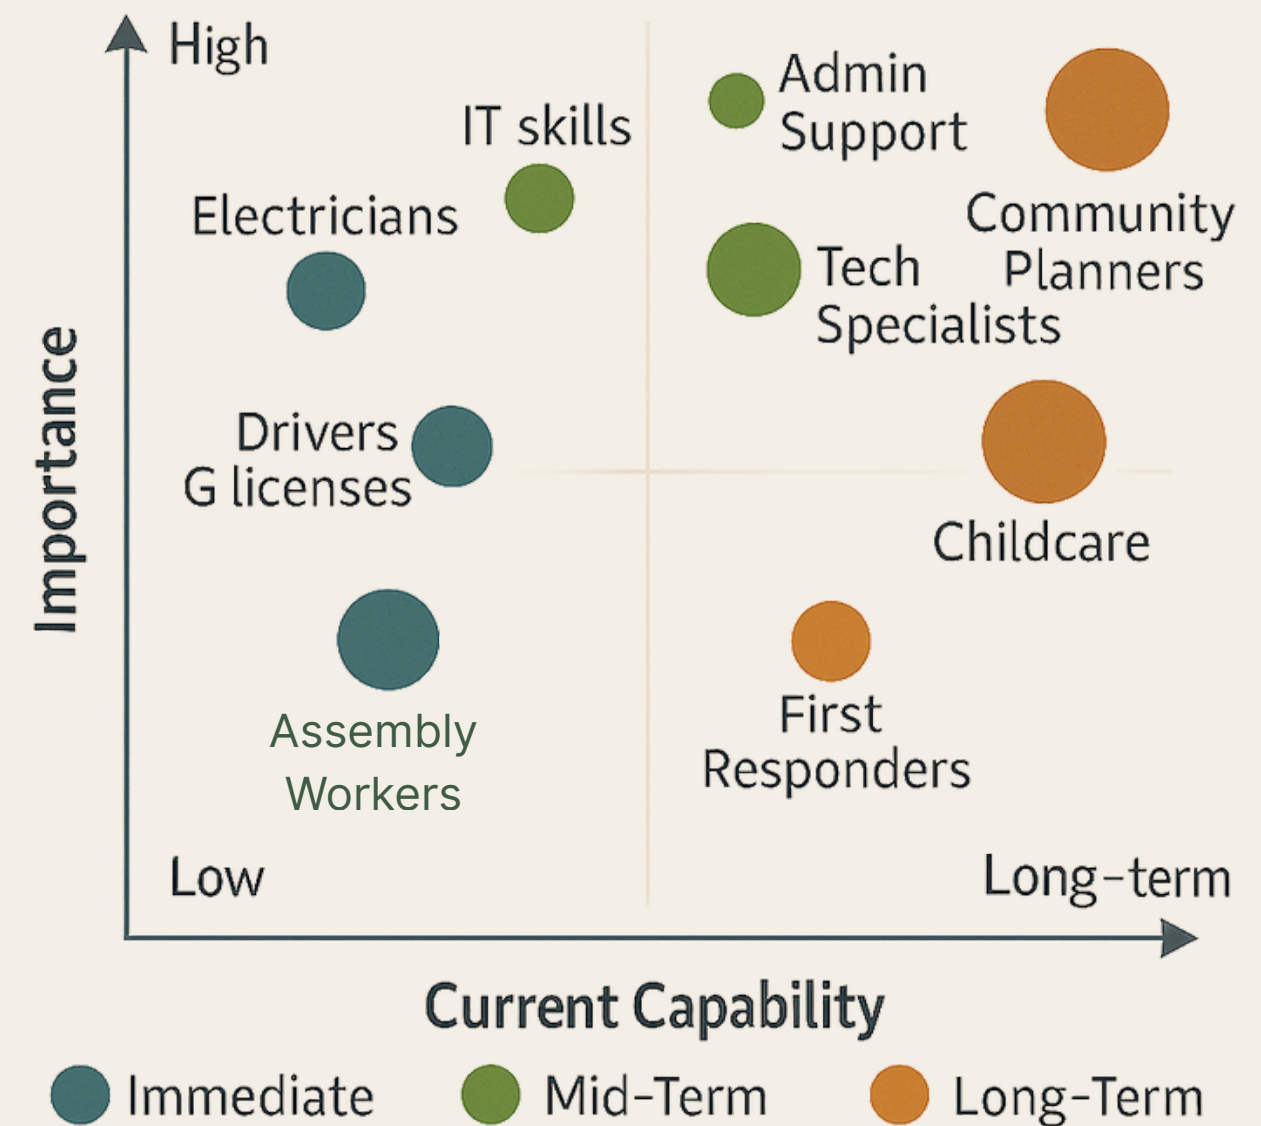 High
IT skills
Admin
Support
Electricians
Community
Planners
Tech
Specialists
Drivers
G licenses
Childcare
Assembly
Workers
First
Responders
Importance
Low
Long-term
Current Capability
Immediate
Mid-Term
Long-Term